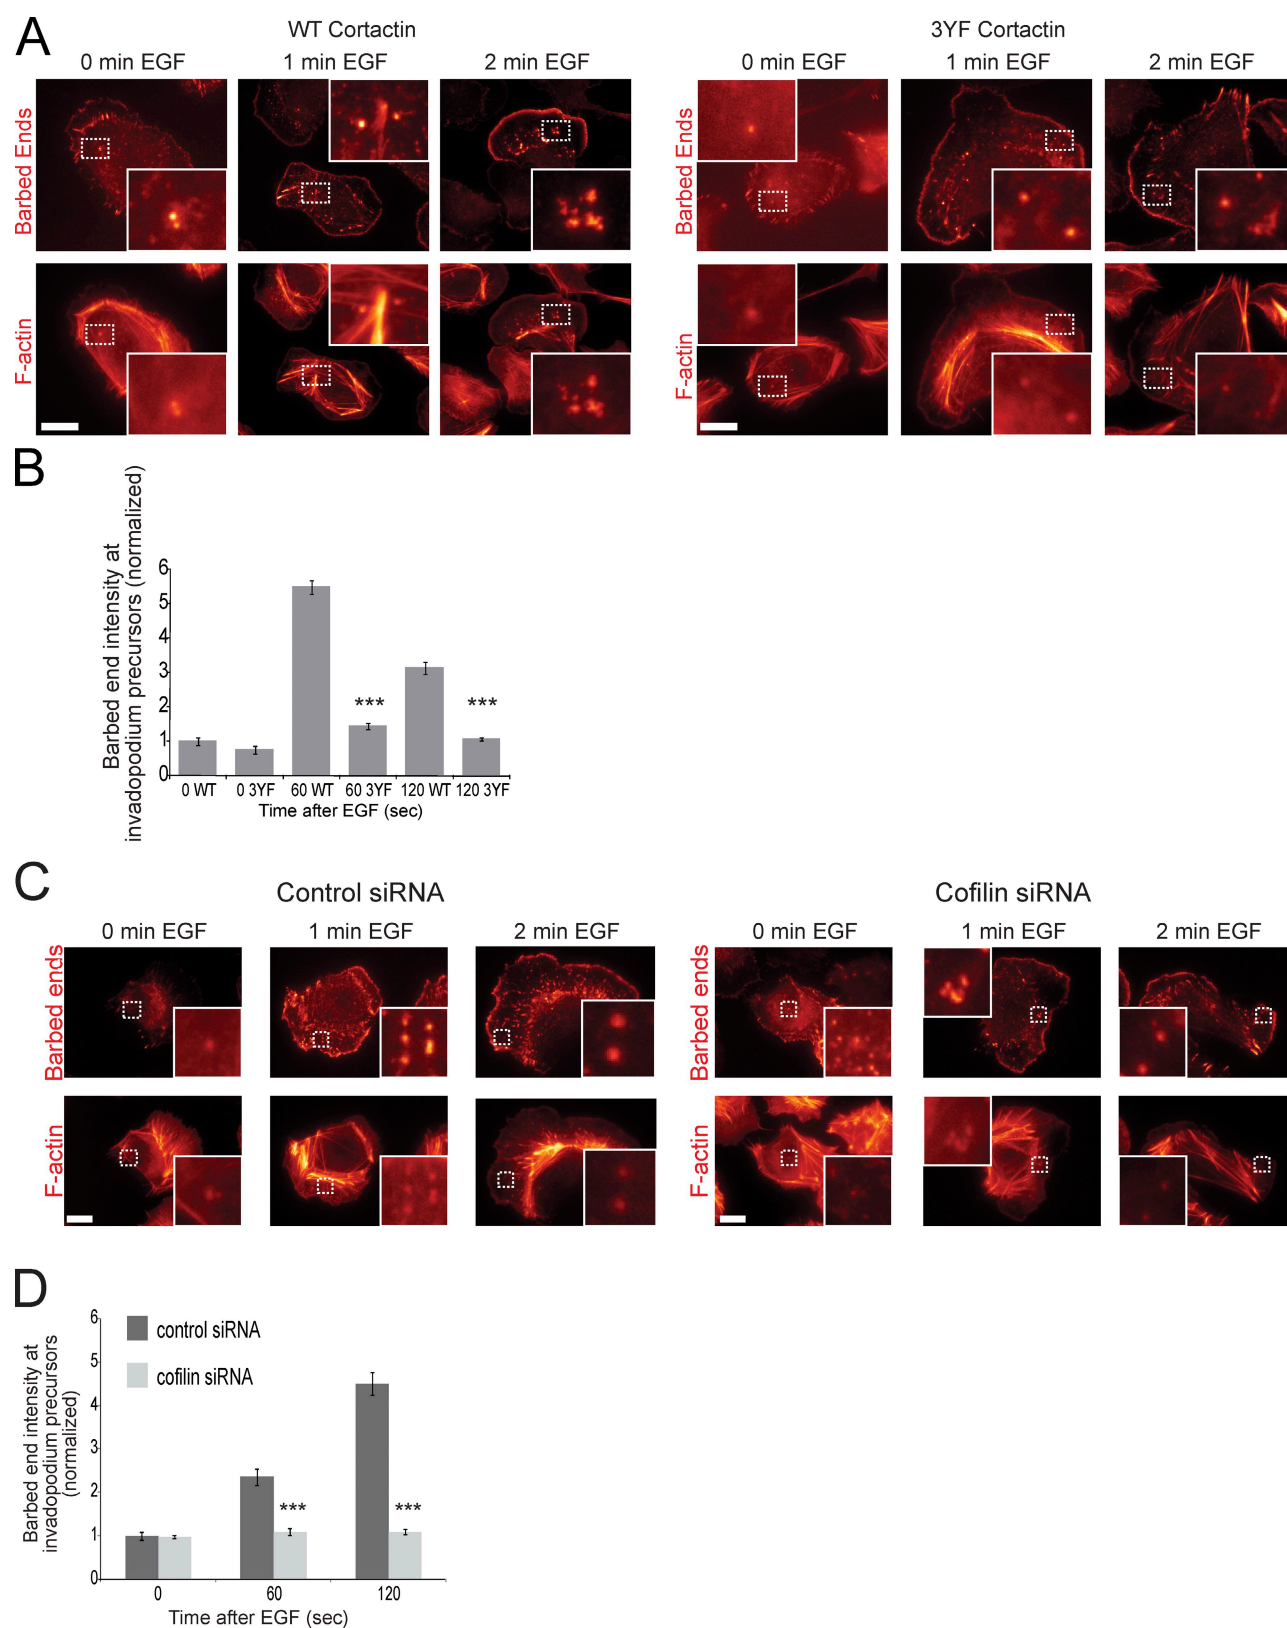 A
WT Cortactin
3YF Cortactin
0 min EGF
1 min EGF
2 min EGF
0 min EGF
1 min EGF
2 min EGF
Barbed Ends
Barbed Ends
F-actin
F-actin
B
Barbed end intensity at
invadopodium precursors (normalized)
6
5
4
3
2
1
0
***
***
0 WT
0 3YF
60 WT
60 3YF
120 WT
120 3YF
Time after EGF (sec)
C
Control siRNA
Cofilin siRNA
0 min EGF
1 min EGF
2 min EGF
0 min EGF
1 min EGF
2 min EGF
Barbed ends
Barbed ends
F-actin
F-actin
D
Barbed end intensity at
invadopodium precursors
(normalized)
6
5
4
3
2
1
0
control siRNA
cofilin siRNA
***
***
0
60
120
Time after EGF (sec)